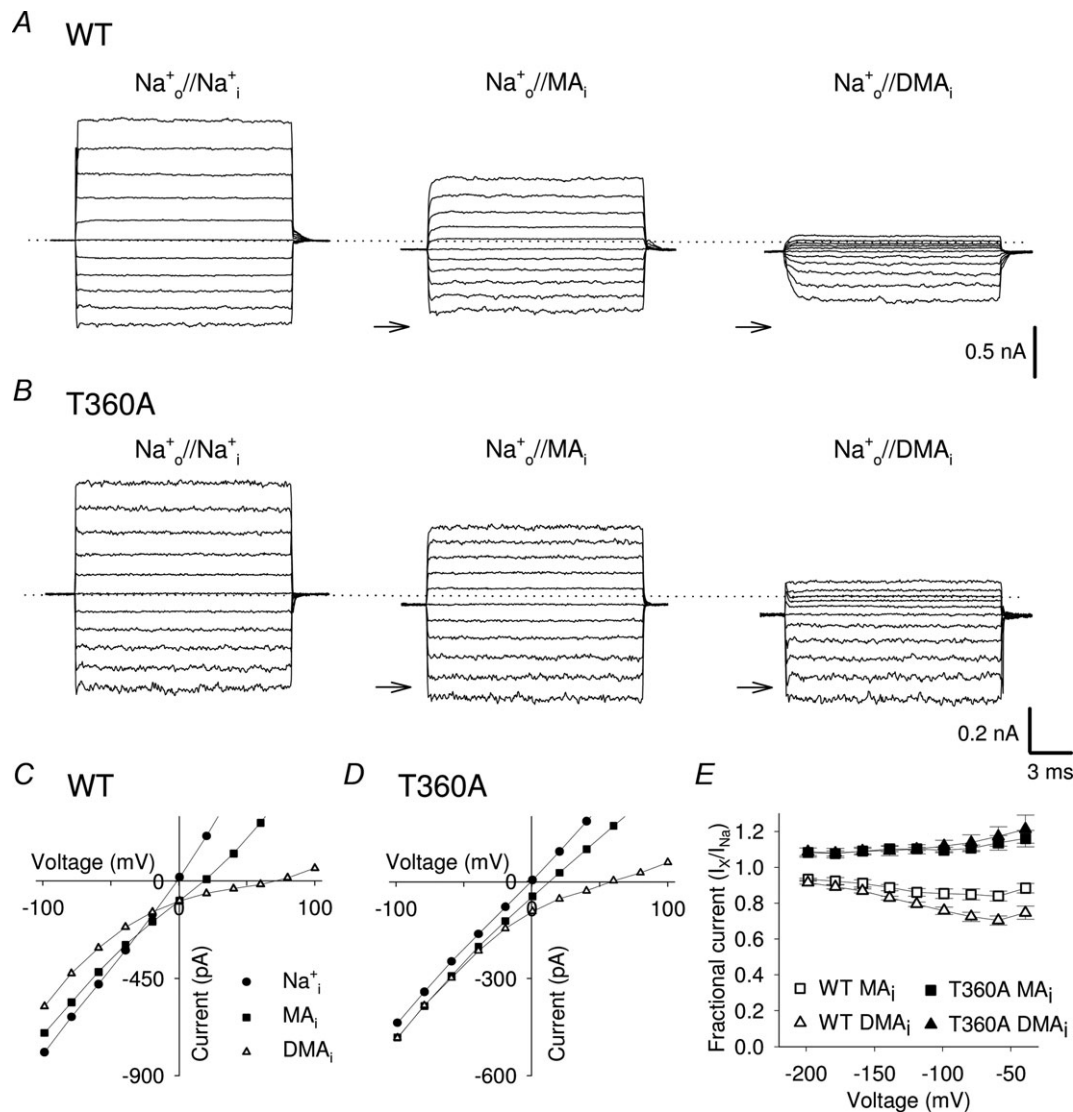 A WT
Na⁺ₒ//Na⁺ᵢ Na⁺ₒ//MAᵢ Na⁺ₒ//DMAᵢ
0.5 nA
B T360A
Na⁺ₒ//Na⁺ᵢ Na⁺ₒ//MAᵢ Na⁺ₒ//DMAᵢ
0.2 nA
3 ms
C WT
Voltage (mV)
-100 0 100
-450
-900
Current (pA)
Na⁺ᵢ
MAᵢ
DMAᵢ
D T360A
Voltage (mV)
-100 0 100
-300
-600
Current (pA)
E
Fractional current (I_X/I_Na)
1.2
1.0
0.8
0.6
0.4
0.2
0.0
WT MAᵢ T360A MAᵢ
WT DMAᵢ T360A DMAᵢ
-200 -150 -100 -50
Voltage (mV)